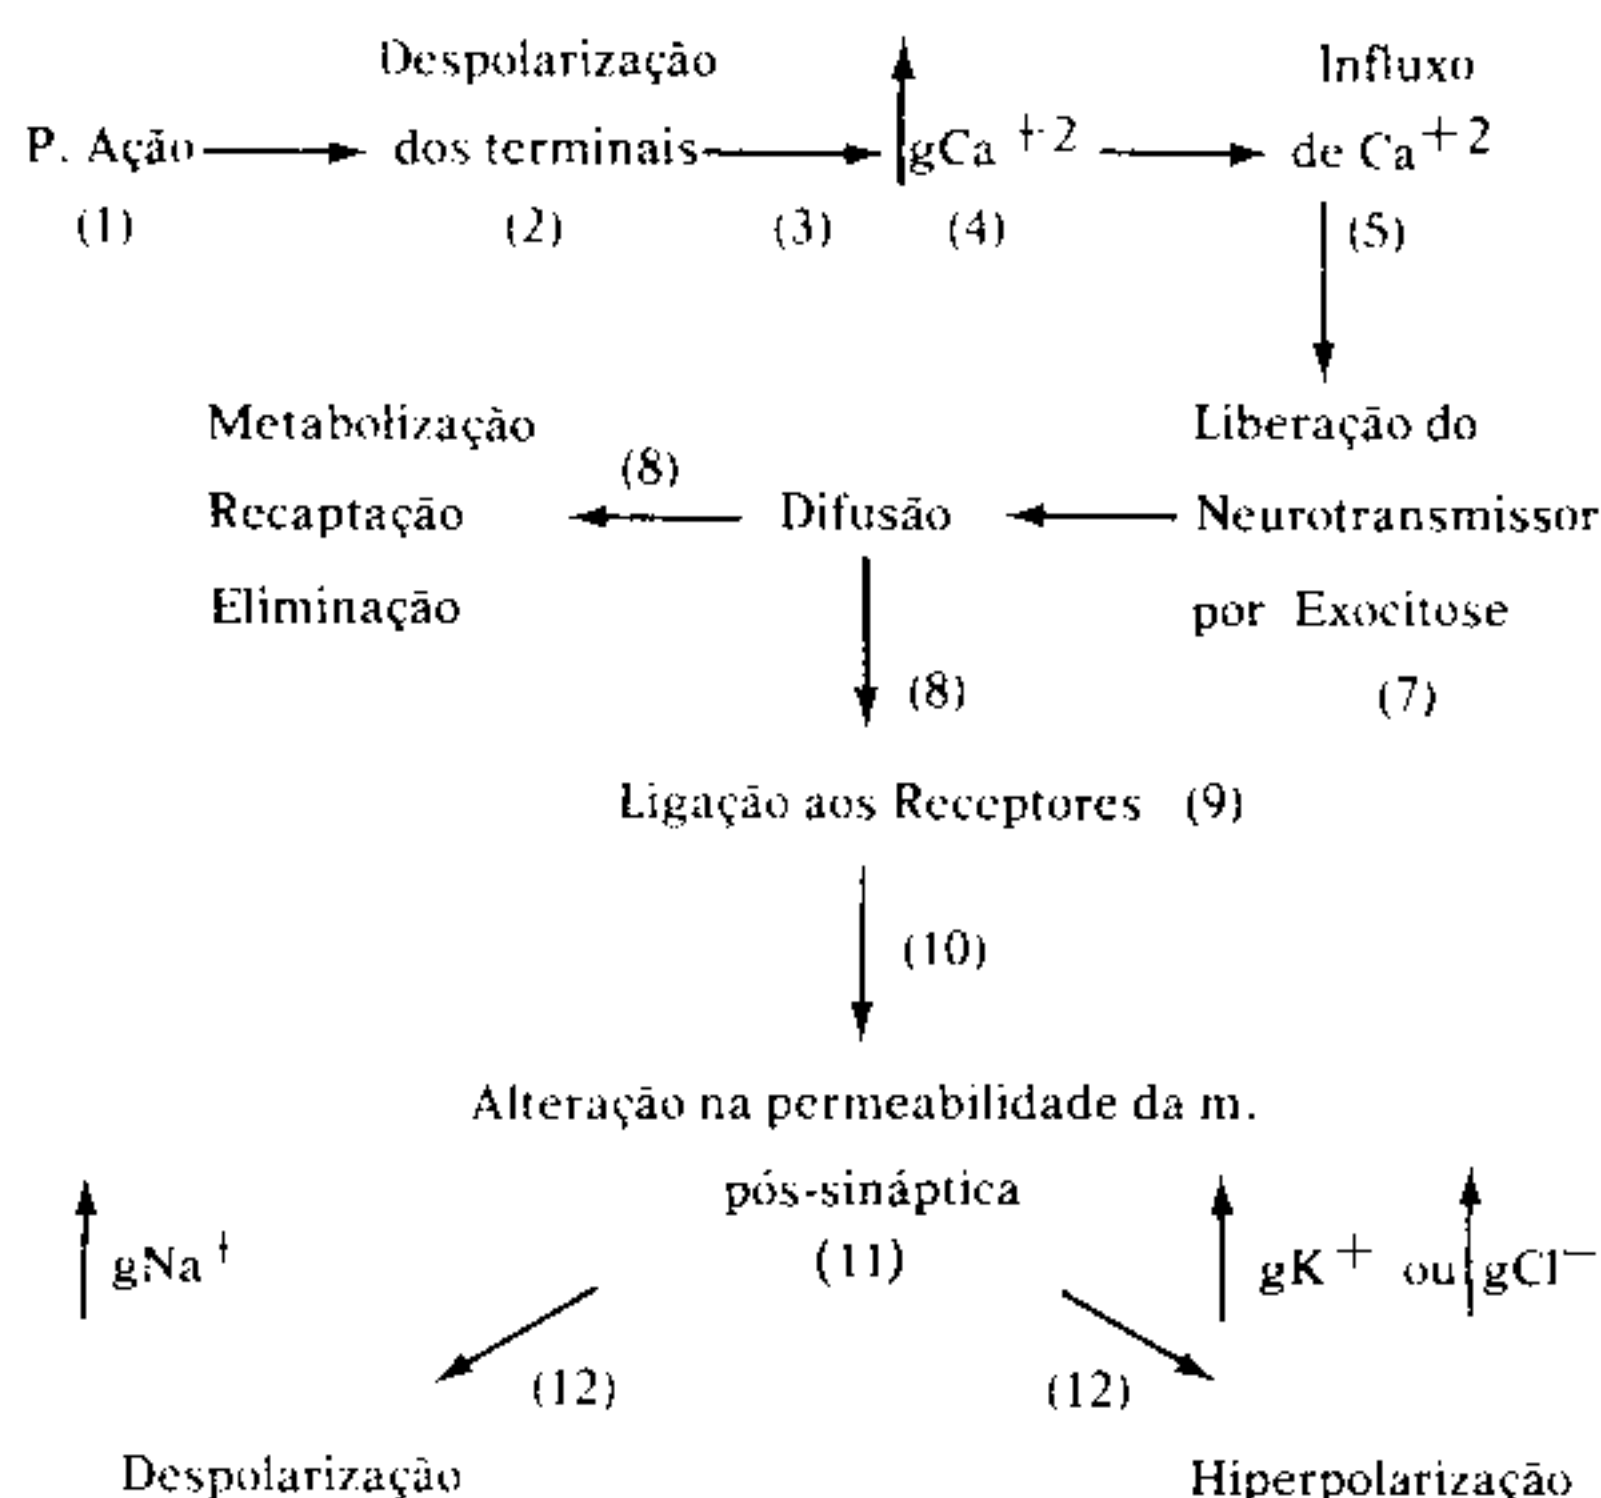 Despolarização
Influxo
P. Ação dos terminais gCa +2 de Ca+2
(1) (2) (3) (4) (5)
Metabolização
(8)
Liberação do
Recaptação Difusão Neurotransmissor
Eliminação
por Exocitose
(8) (7)
Ligação aos Receptores (9)
(10)
Alteração na permeabilidade da m.
pós-sináptica
gNa+ (11) gK+ ou gCl−
(12) (12)
Despolarização Hiperpolarização